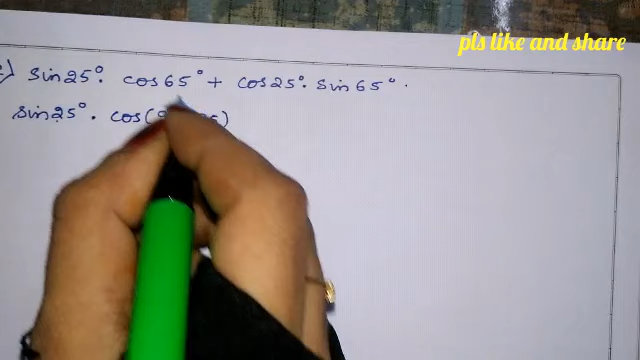 pls like and share
sin25°. cos65° + cos25°. sin65°.
sin25°. cos(